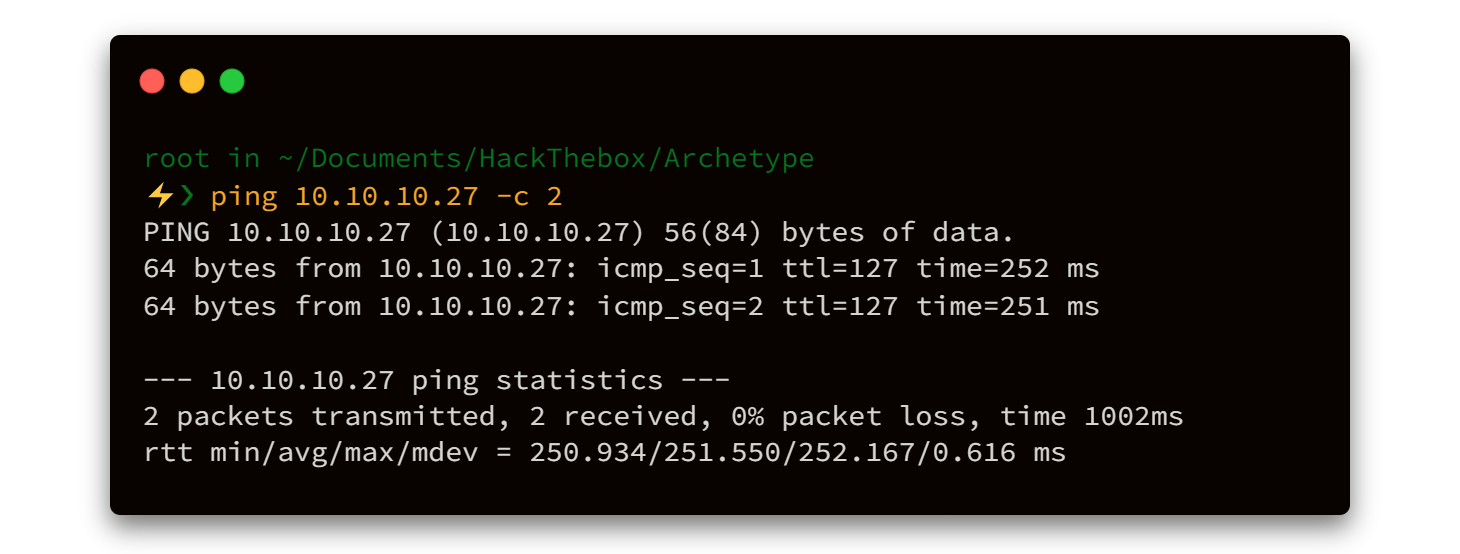 root in ~/Documents/HackThebox/Archetype
⚡❯ ping 10.10.10.27 -c 2
PING 10.10.10.27 (10.10.10.27) 56(84) bytes of data.
64 bytes from 10.10.10.27: icmp_seq=1 ttl=127 time=252 ms
64 bytes from 10.10.10.27: icmp_seq=2 ttl=127 time=251 ms
--- 10.10.10.27 ping statistics ---
2 packets transmitted, 2 received, 0% packet loss, time 1002ms
rtt min/avg/max/mdev = 250.934/251.550/252.167/0.616 ms